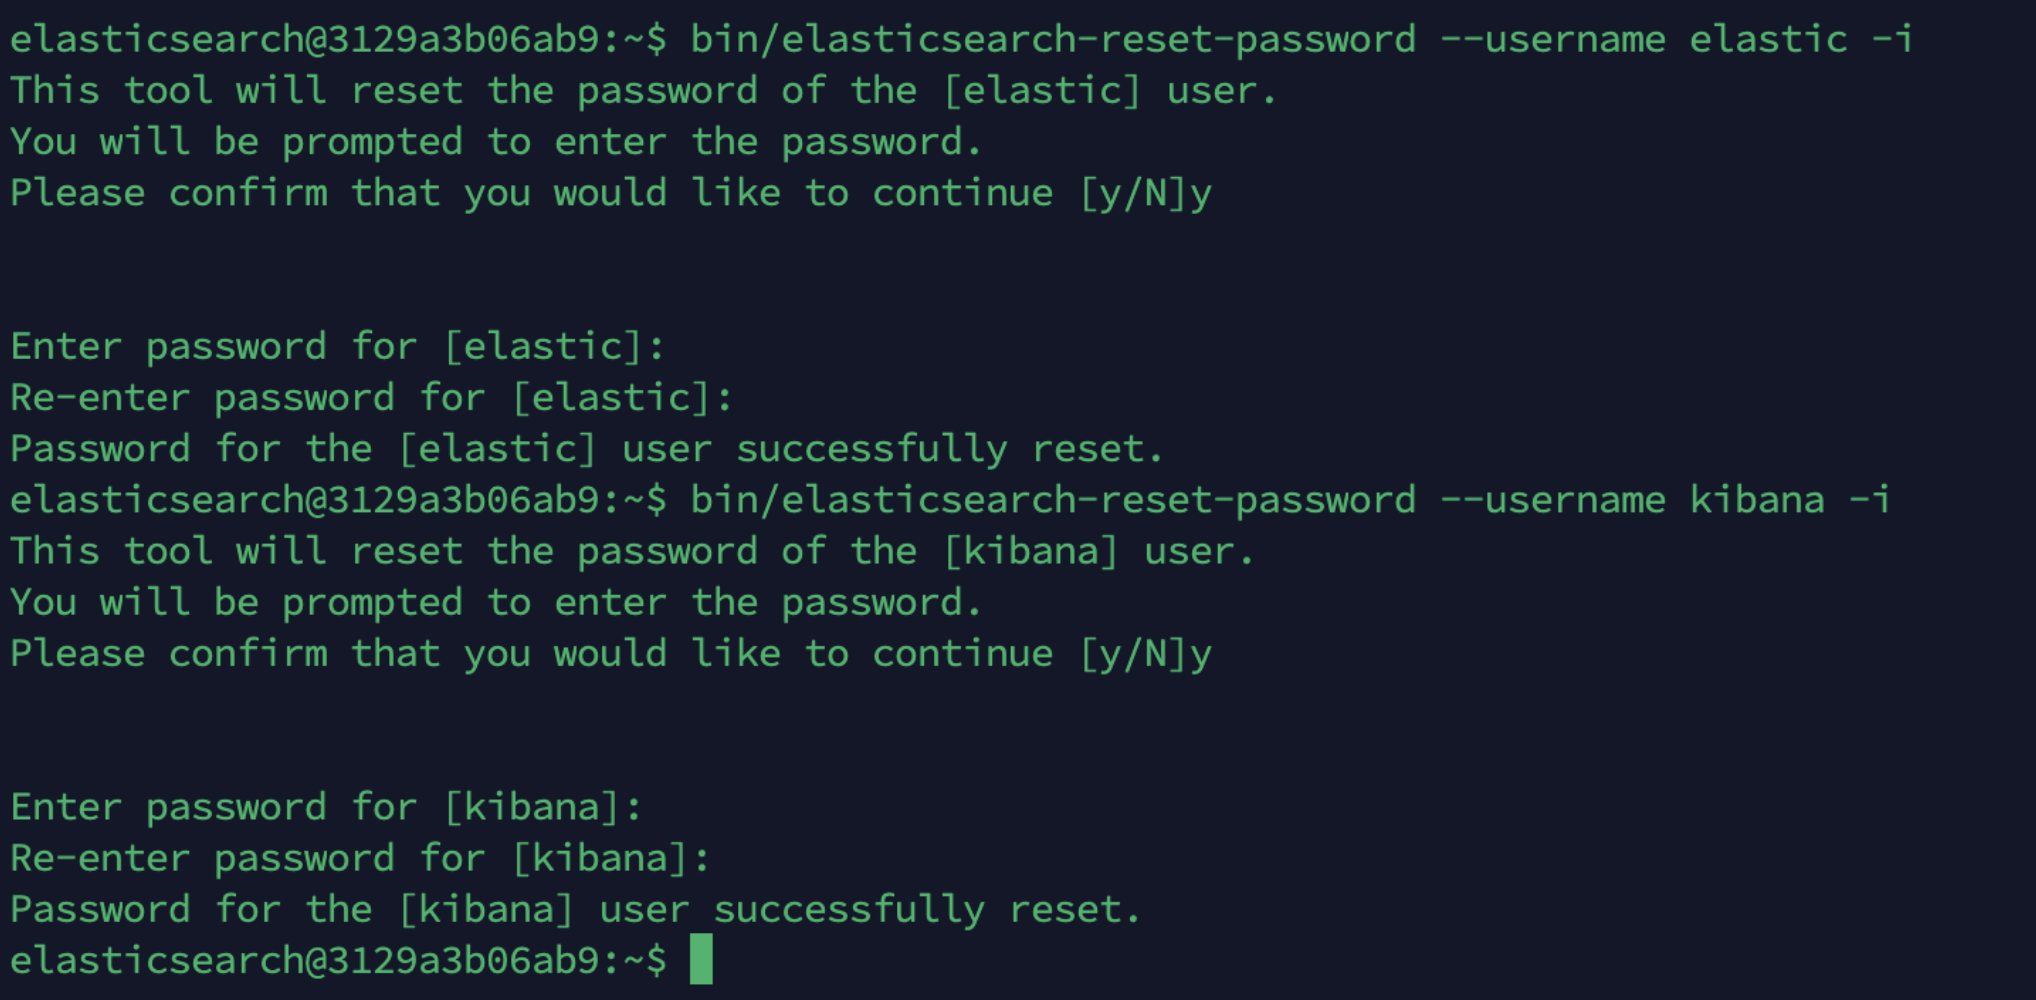 elasticsearch@3129a3b06ab9:~$ bin/elasticsearch-reset-password --username elastic -i
This tool will reset the password of the [elastic] user.
You will be prompted to enter the password.
Please confirm that you would like to continue [y/N]y
Enter password for [elastic]:
Re-enter password for [elastic]:
Password for the [elastic] user successfully reset.
elasticsearch@3129a3b06ab9:~$ bin/elasticsearch-reset-password --username kibana -i
This tool will reset the password of the [kibana] user.
You will be prompted to enter the password.
Please confirm that you would like to continue [y/N]y
Enter password for [kibana]:
Re-enter password for [kibana]:
Password for the [kibana] user successfully reset.
elasticsearch@3129a3b06ab9:~$